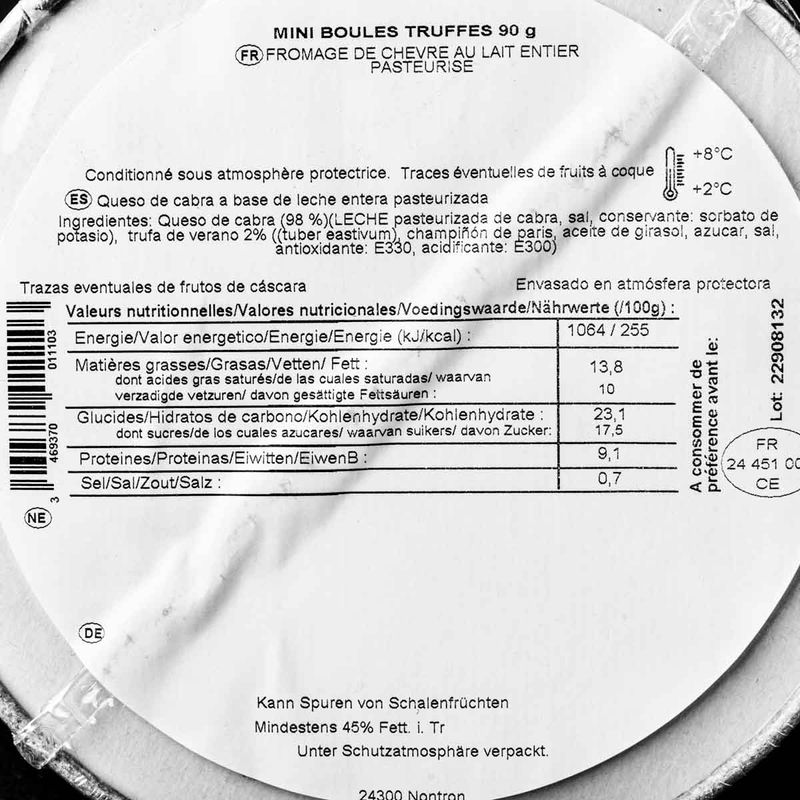 MINI BOULES TRUFFES 90 g
FR FROMAGE DE CHEVRE AU LAIT ENTIER
PASTEURISE
Conditionné sous atmosphère protectrice. Traces éventuelles de fruits à coque
+8°C
+2°C
ES Queso de cabra a base de leche entera pasteurizada
Ingredientes: Queso de cabra (98 %)(LECHE pasteurizada de cabra, sal, conservante: sorbato de
potasio), trufa de verano 2% ((tuber eastivum), champiñón de paris, aceite de girasol, azucar, sal,
antioxidante: E330, acidificante: E300)
Trazas eventuales de frutos de cáscara
Envasado en atmósfera protectora
Valeurs nutritionnelles/Valores nutricionales/Voedingswaarde/Nährwerte (/100g) :
Energie/Valor energetico/Energie/Energie (kJ/kcal) : 1064 / 255
Matières grasses/Grasas/Vetten/ Fett : 13,8
dont acides gras saturés/de las cuales saturadas/ waarvan
verzadigde vetzuren/ davon gesättigte Fettsäuren : 10
Glucides/Hidratos de carbono/Kohlenhydrate/Kohlenhydrate : 23,1
dont sucres/de los cuales azucares/ waarvan suikers/ davon Zucker: 17,5
Proteines/Proteinas/Eiwitten/EiwenB : 9,1
Sel/Sal/Zout/Salz : 0,7
3 469370 011103
A consommer de
préférence avant le:
Lot: 22908132
FR
24 451 00
CE
NE
DE
Kann Spuren von Schalenfrüchten
Mindestens 45% Fett. i. Tr
Unter Schutzatmosphäre verpackt.
24300 Nontron